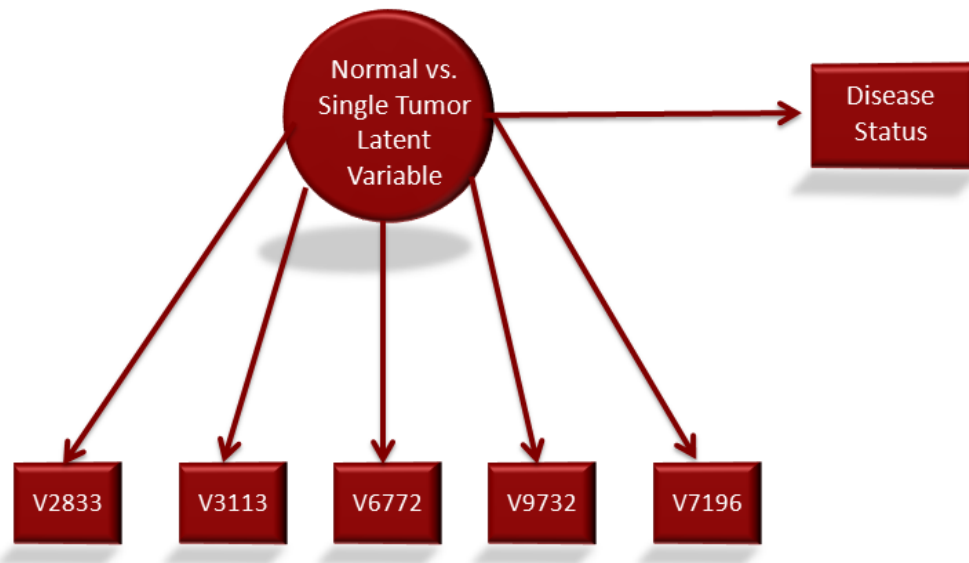 Normal vs.
Single Tumor
Latent
Variable
Disease
Status
V2833
V3113
V6772
V9732
V7196